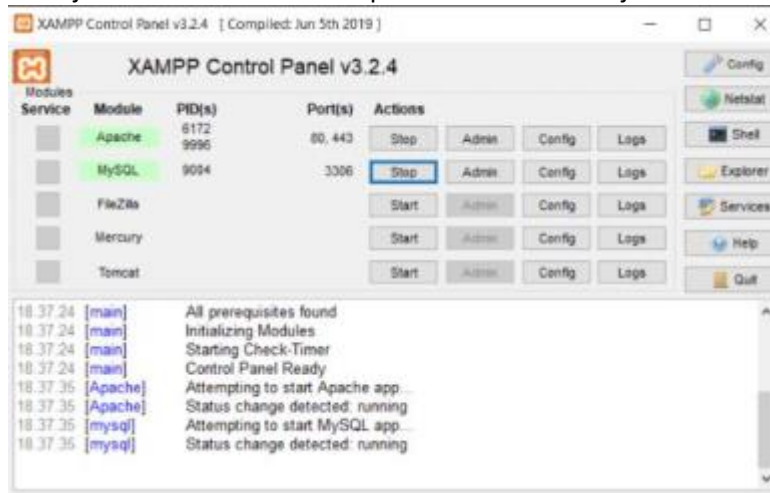 XAMPP Control Panel v3.2.4 [ Compiled: Jun 5th 2019 ]
XAMPP Control Panel v3.2.4
Config
Modules
Service Module PID(s) Port(s) Actions
Netstat
Apache 6172 9996 80, 443 Stop Admin Config Logs
Shell
MySQL 9084 3306 Stop Admin Config Logs
Explorer
FileZilla Start Admin Config Logs
Services
Mercury Start Admin Config Logs
Help
Tomcat Start Admin Config Logs
Quit
18.37.24 [main] All prerequisites found
18.37.24 [main] Initializing Modules
18.37.24 [main] Starting Check-Timer
18.37.24 [main] Control Panel Ready
18.37.35 [Apache] Attempting to start Apache app...
18.37.35 [Apache] Status change detected: running
18.37.35 [mysql] Attempting to start MySQL app...
18.37.35 [mysql] Status change detected: running